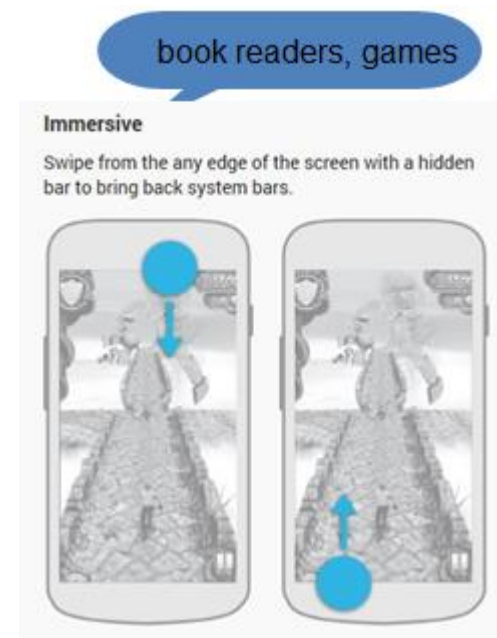 book readers, games
Immersive
Swipe from the any edge of the screen with a hidden
bar to bring back system bars.